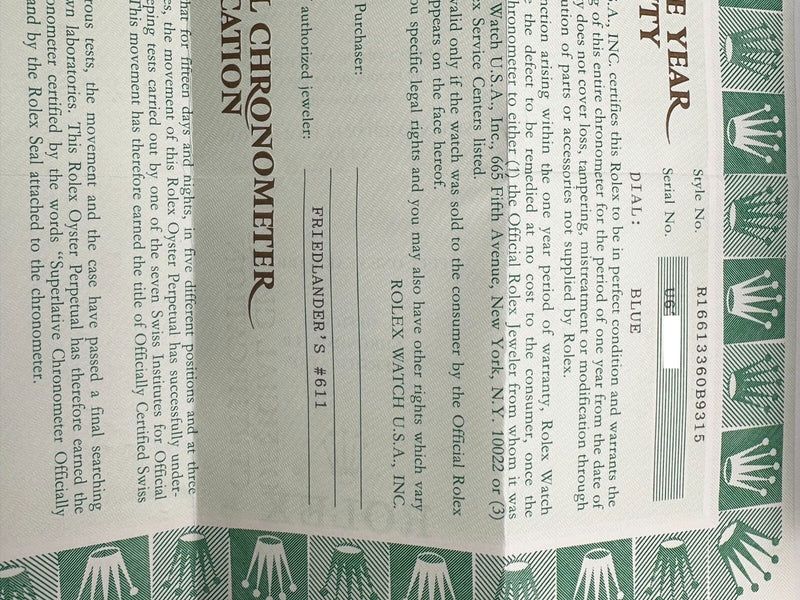 E YEAR
TY
Style No. R16613360B9315
Serial No. U6
DIAL: BLUE
.A., INC. certifies this Rolex to be in perfect condition and warrants the
g of this entire chronometer for the period of one year from the date of
y does not cover loss, tampering, mistreatment or modification through
ution of parts or accessories not supplied by Rolex.
nction arising within the one year period of warranty, Rolex Watch
e the defect to be remedied at no cost to the consumer, once the
hronometer to either (1) the Official Rolex Jeweler from whom it was
Watch U.S.A., Inc., 665 Fifth Avenue, New York, N.Y. 10022 or (3)
x Service Centers listed.
valid only if the watch was sold to the consumer by the Official Rolex
ppears on the face hereof.
ou specific legal rights and you may also have other rights which vary
ROLEX WATCH U.S.A., INC.
Purchaser:
authorized jeweler: FRIEDLANDER'S #611
L CHRONOMETER
CATION
hat for fifteen days and nights, in five different positions and at three
es, the movement of this Rolex Oyster Perpetual has successfully under-
eping tests carried out by one of the seven Swiss Institutes for Official
This movement has therefore earned the title of Officially Certified Swiss
rous tests, the movement and the case have passed a final searching
wn laboratories. This Rolex Oyster Perpetual has therefore earned the
onometer certified by the words "Superlative Chronometer Officially
and by the Rolex Seal attached to the chronometer.